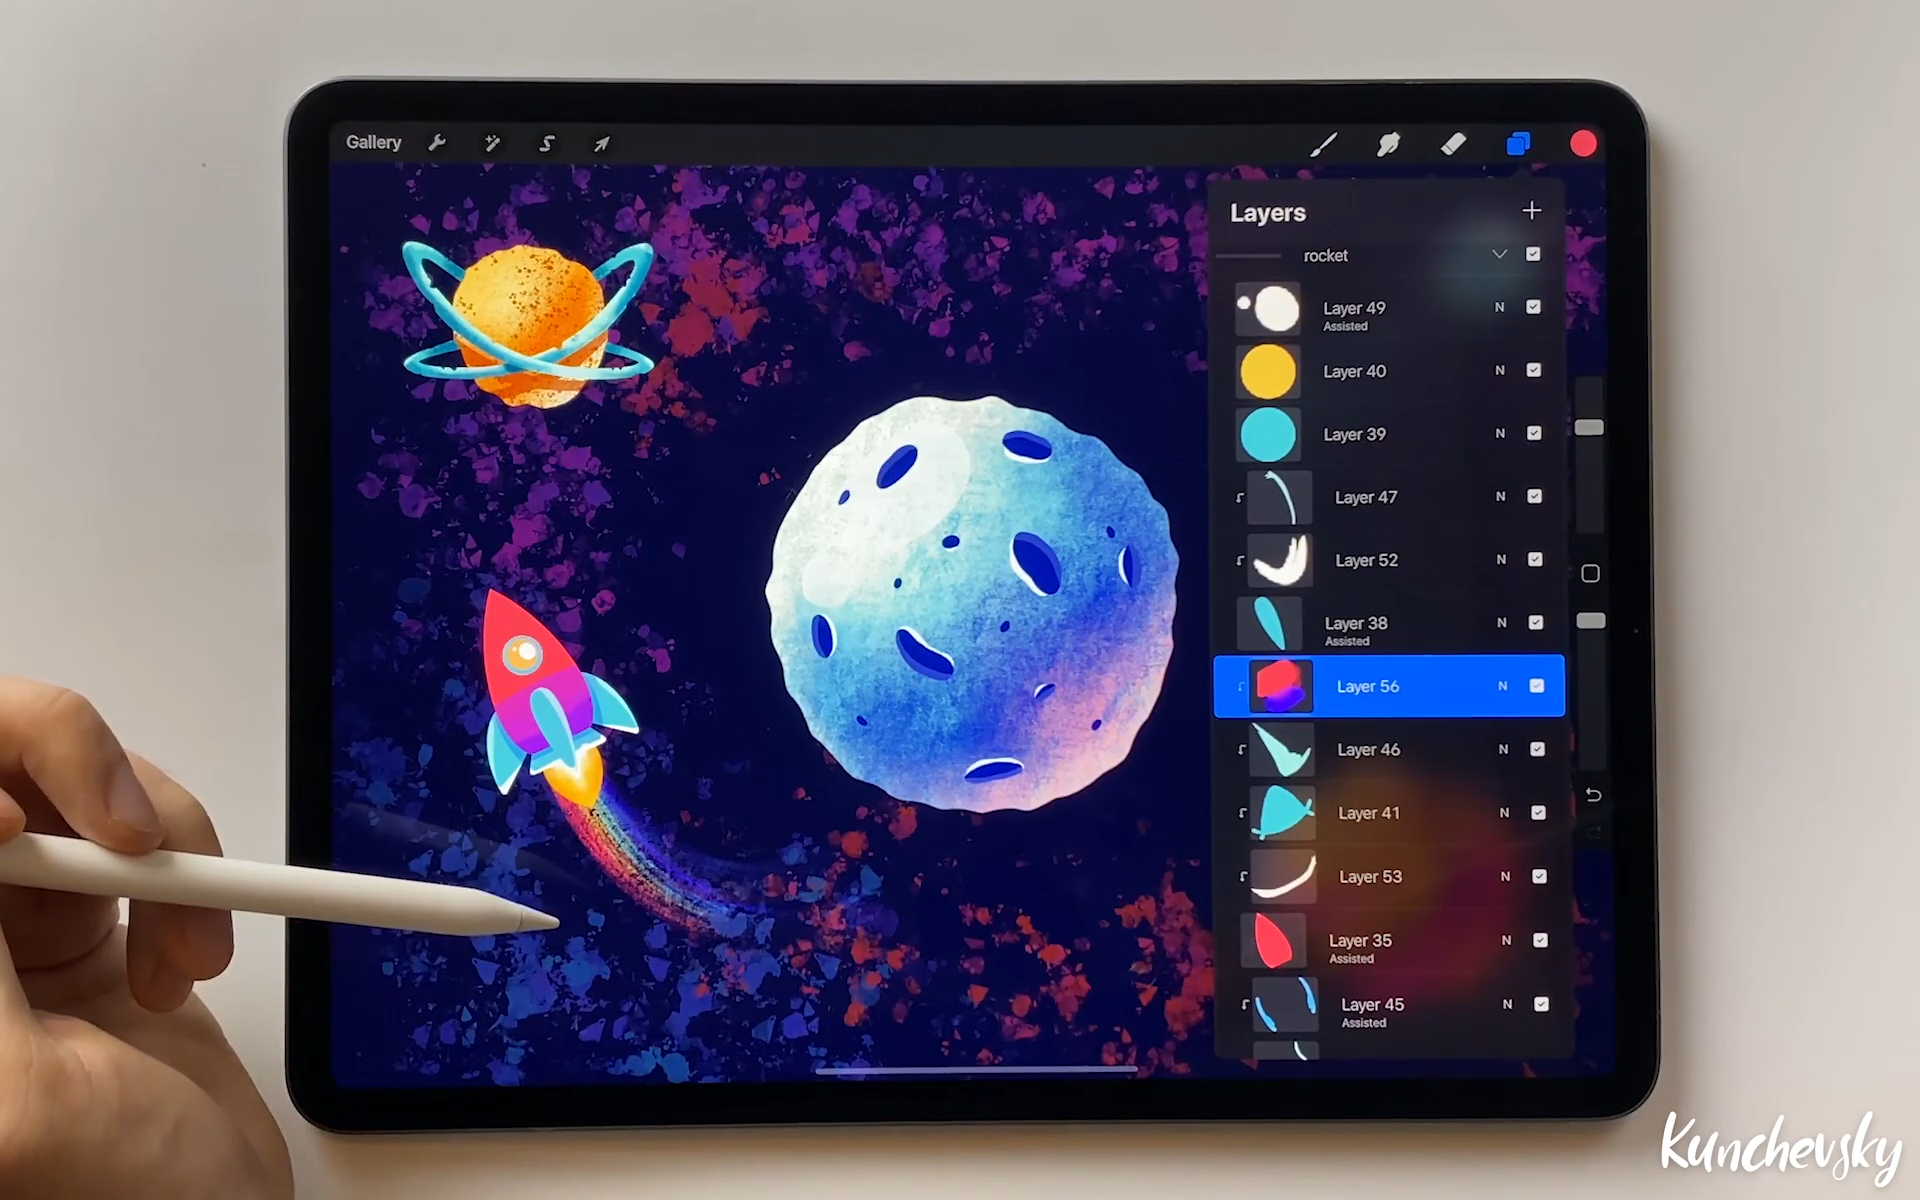 Gallery
Layers
rocket
Layer 49 N
Assisted
Layer 40 N
Layer 39 N
Layer 47 N
Layer 52 N
Layer 38 N
Assisted
Layer 56 N
Layer 46 N
Layer 41 N
Layer 53 N
Layer 35 N
Assisted
Layer 45 N
Assisted
Kunchevsky